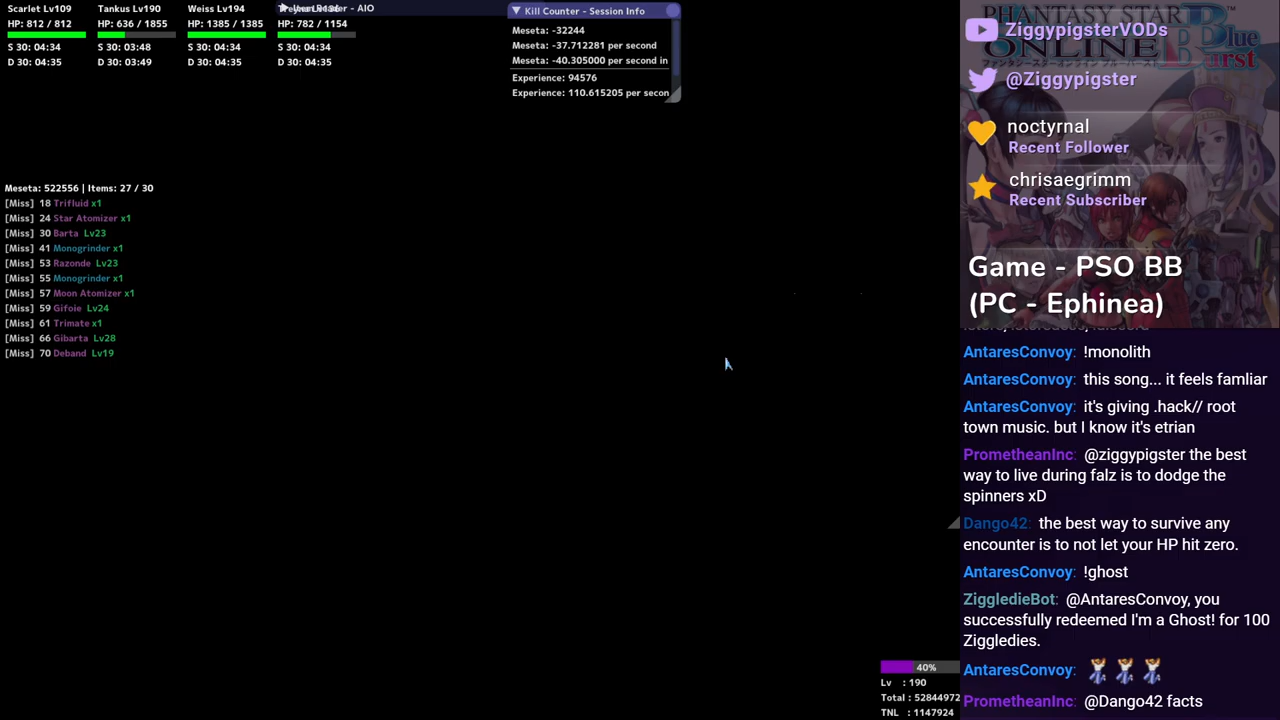 Scarlet Lv109
HP: 812 / 812
S 30: 04:34
D 30: 04:35
Tankus Lv190
HP: 636 / 1855
S 30: 03:48
D 30: 03:49
Weiss Lv194
HP: 1385 / 1385
S 30: 04:34
D 30: 04:35
Reader - AIO
HP: 782 / 1154
S 30: 04:34
D 30: 04:35
Kill Counter - Session Info
Meseta: -32244
Meseta: -37.712281 per second
Meseta: -40.305000 per second in
Experience: 94576
Experience: 110.615205 per secon
Meseta: 522556 | Items: 27 / 30
[Miss] 18 Trifluid x1
[Miss] 24 Star Atomizer x1
[Miss] 30 Barta Lv23
[Miss] 41 Monogrinder x1
[Miss] 53 Razonde Lv23
[Miss] 55 Monogrinder x1
[Miss] 57 Moon Atomizer x1
[Miss] 59 Gifoie Lv24
[Miss] 61 Trimate x1
[Miss] 66 Gibarta Lv28
[Miss] 70 Deband Lv19
40%
Lv : 190
Total : 52844972
TNL : 1147924
PHANTASY STAR
ONLINE Blue
Burst
ZiggypigsterVODs
@Ziggypigster
noctyrnal
Recent Follower
chrisaegrimm
Recent Subscriber
Game - PSO BB
(PC - Ephinea)
AntaresConvoy: !monolith
AntaresConvoy: this song... it feels famliar
AntaresConvoy: it's giving .hack// root
town music. but I know it's etrian
PrometheanInc: @ziggypigster the best
way to live during falz is to dodge the
spinners xD
Dango42: the best way to survive any
encounter is to not let your HP hit zero.
AntaresConvoy: !ghost
ZiggledieBot: @AntaresConvoy, you
successfully redeemed I'm a Ghost! for 100
Ziggledies.
AntaresConvoy:
PrometheanInc: @Dango42 facts